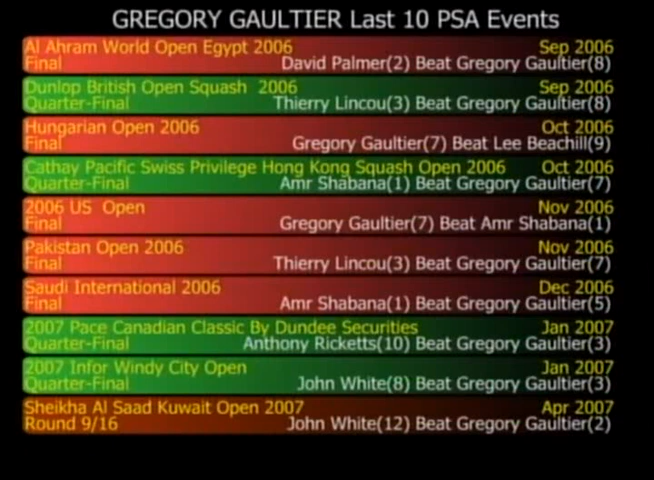 GREGORY GAULTIER Last 10 PSA Events
Al Ahram World Open Egypt 2006 Sep 2006
Final David Palmer(2) Beat Gregory Gaultier(8)
Dunlop British Open Squash 2006 Sep 2006
Quarter-Final Thierry Lincou(3) Beat Gregory Gaultier(8)
Hungarian Open 2006 Oct 2006
Final Gregory Gaultier(7) Beat Lee Beachill(9)
Cathay Pacific Swiss Privilege Hong Kong Squash Open 2006 Oct 2006
Quarter-Final Amr Shabana(1) Beat Gregory Gaultier(7)
2006 US Open Nov 2006
Final Gregory Gaultier(7) Beat Amr Shabana(1)
Pakistan Open 2006 Nov 2006
Final Thierry Lincou(3) Beat Gregory Gaultier(7)
Saudi International 2006 Dec 2006
Final Amr Shabana(1) Beat Gregory Gaultier(5)
2007 Pace Canadian Classic By Dundee Securities Jan 2007
Quarter-Final Anthony Ricketts(10) Beat Gregory Gaultier(3)
2007 Infor Windy City Open Jan 2007
Quarter-Final John White(8) Beat Gregory Gaultier(3)
Sheikha Al Saad Kuwait Open 2007 Apr 2007
Round 9/16 John White(12) Beat Gregory Gaultier(2)